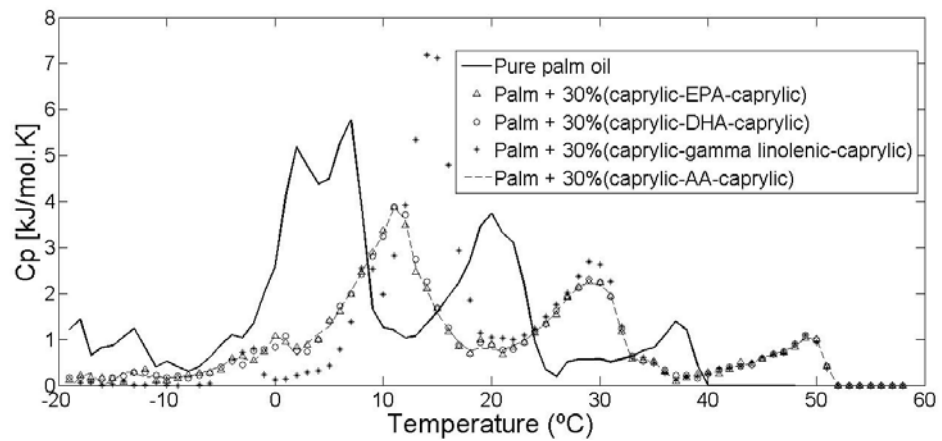 8
7
6
5
4
3
2
1
0
Cp [kJ/mol.K]
Pure palm oil
Palm + 30%(caprylic-EPA-caprylic)
Palm + 30%(caprylic-DHA-caprylic)
Palm + 30%(caprylic-gamma linolenic-caprylic)
Palm + 30%(caprylic-AA-caprylic)
-20 -10 0 10 20 30 40 50 60
Temperature (ºC)